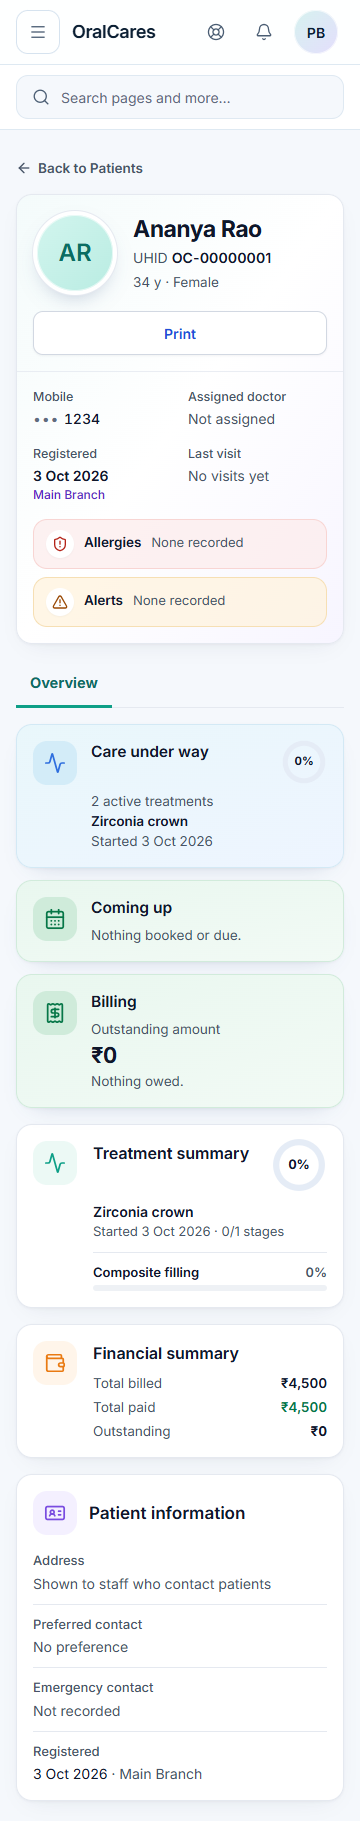 OralCares
PB
Search pages and more...
Back to Patients
AR
Ananya Rao
UHID OC-00000001
34 y · Female
Print
Mobile
••• 1234
Assigned doctor
Not assigned
Registered
3 Oct 2026
Main Branch
Last visit
No visits yet
Allergies None recorded
Alerts None recorded
Overview
Care under way
0%
2 active treatments
Zirconia crown
Started 3 Oct 2026
Coming up
Nothing booked or due.
Billing
Outstanding amount
₹0
Nothing owed.
Treatment summary
0%
Zirconia crown
Started 3 Oct 2026 · 0/1 stages
Composite filling 0%
Financial summary
Total billed ₹4,500
Total paid ₹4,500
Outstanding ₹0
Patient information
Address
Shown to staff who contact patients
Preferred contact
No preference
Emergency contact
Not recorded
Registered
3 Oct 2026 · Main Branch